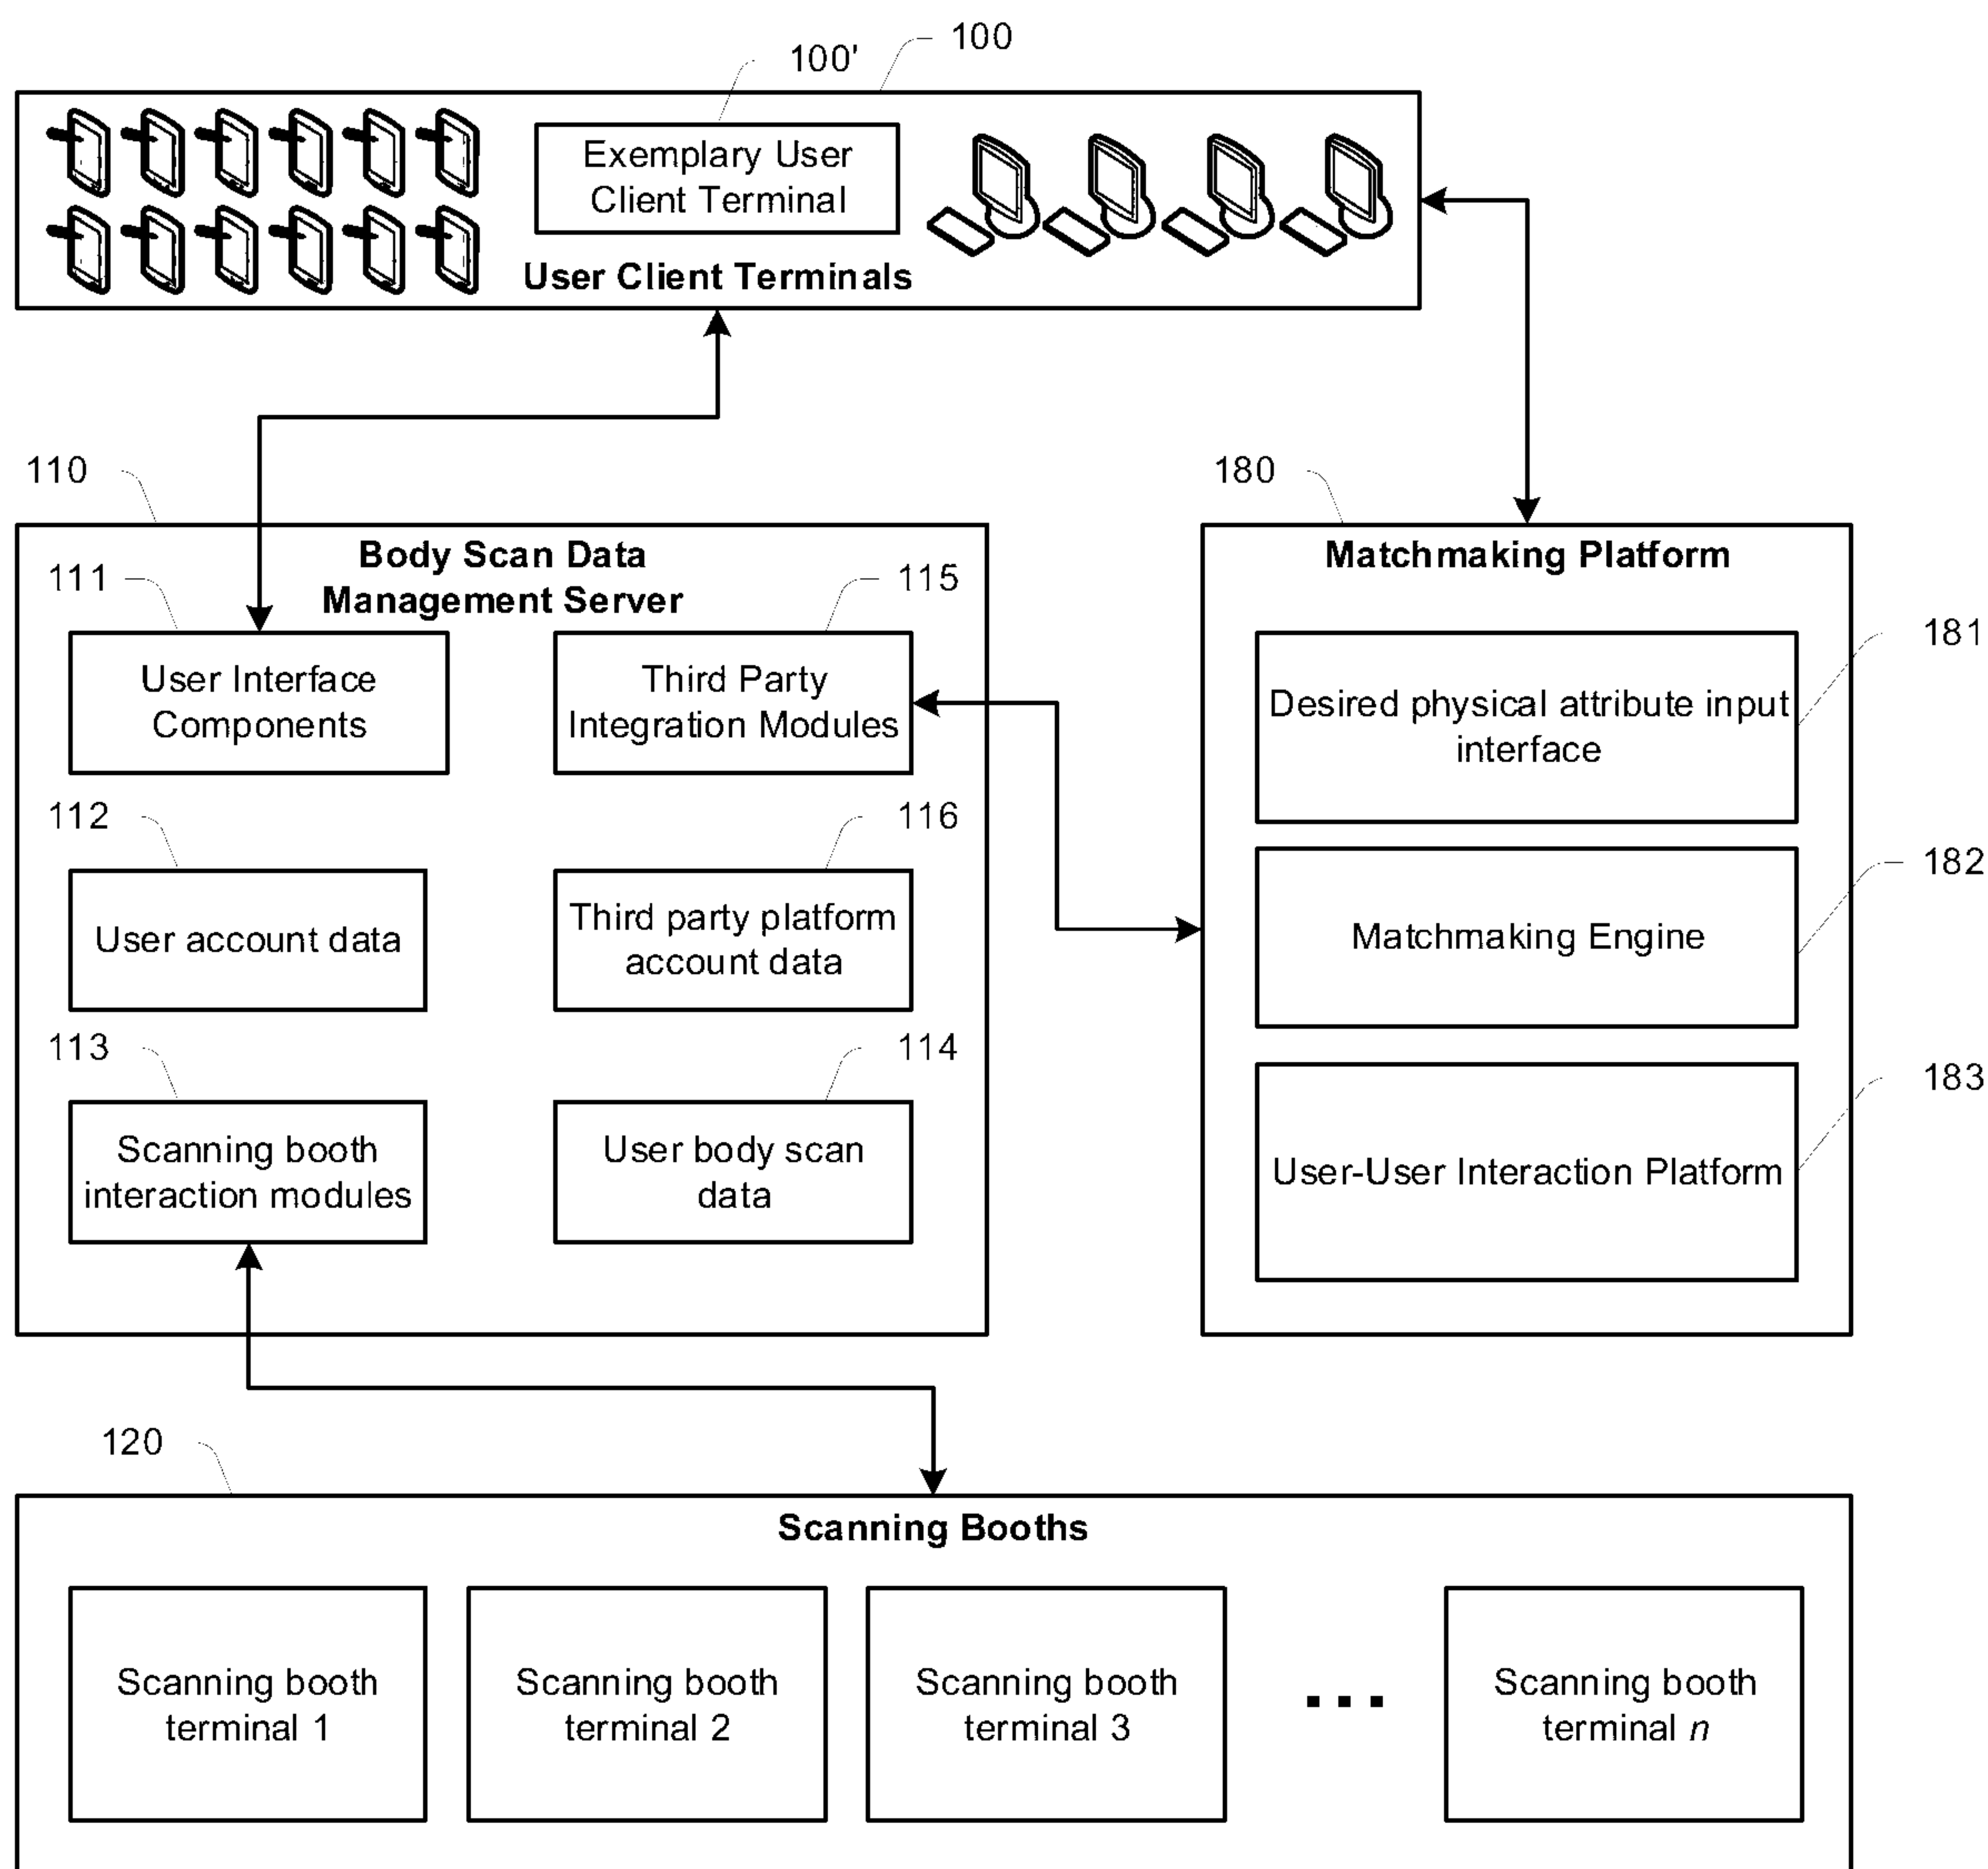 100' 100
Exemplary User
Client Terminal
User Client Terminals
110
180
Body Scan Data
Management Server
111
115
User Interface
Components
Third Party
Integration Modules
112
116
User account data
Third party platform
account data
113
114
Scanning booth
interaction modules
User body scan
data
Matchmaking Platform
181
Desired physical attribute input
interface
182
Matchmaking Engine
183
User-User Interaction Platform
120
Scanning Booths
Scanning booth
terminal 1
Scanning booth
terminal 2
Scanning booth
terminal 3
...
Scanning booth
terminal n